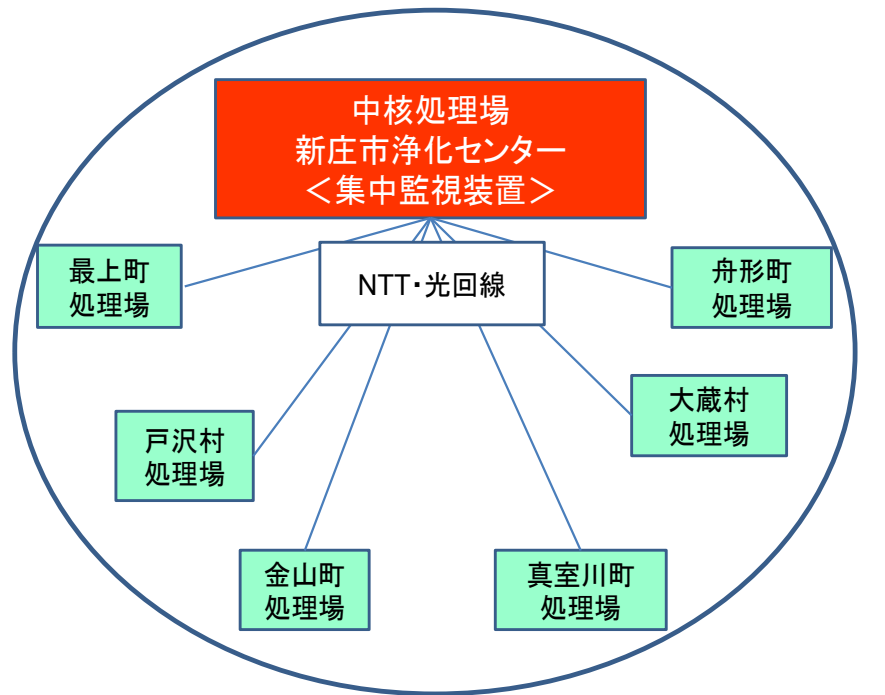 中核処理場
新庄市浄化センター
＜集中監視装置＞
NTT・光回線
最上町
処理場
舟形町
処理場
大蔵村
処理場
戸沢村
処理場
金山町
処理場
真室川町
処理場